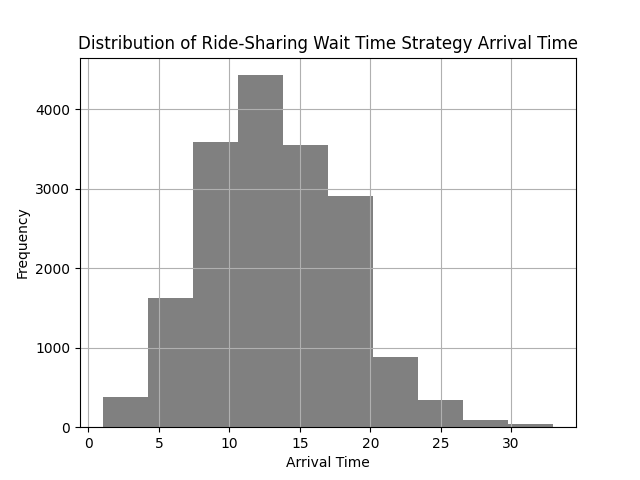 Distribution of Ride-Sharing Wait Time Strategy Arrival Time
Frequency
4000
3000
2000
1000
0
0 5 10 15 20 25 30
Arrival Time